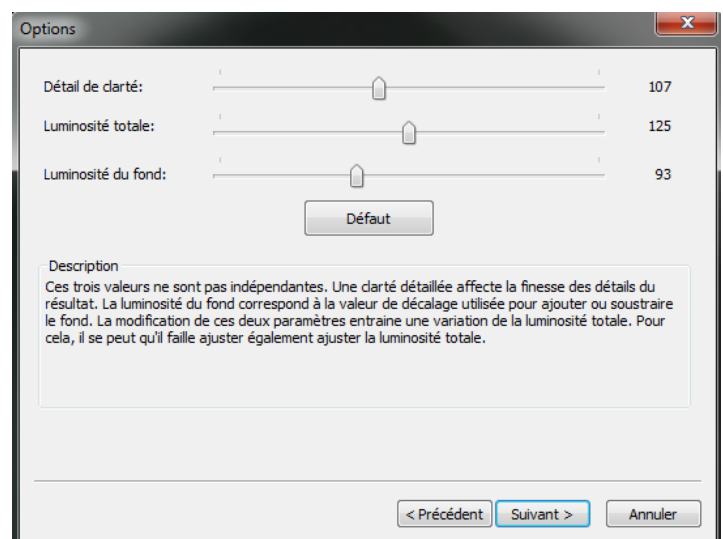 Options
Détail de clarté: 107
Luminosité totale: 125
Luminosité du fond: 93
Défaut
Description
Ces trois valeurs ne sont pas indépendantes. Une clarté détaillée affecte la finesse des détails du
résultat. La luminosité du fond correspond à la valeur de décalage utilisée pour ajouter ou soustraire
le fond. La modification de ces deux paramètres entraine une variation de la luminosité totale. Pour
cela, il se peut qu'il faille ajuster également ajuster la luminosité totale.
< Précédent Suivant > Annuler